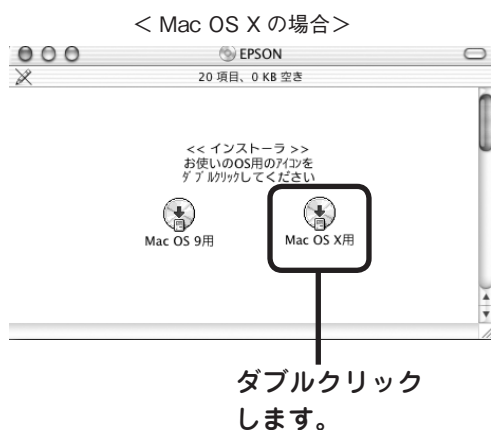 < Mac OS X の場合>
EPSON
20 項目、0 KB 空き
<< インストーラ >>
お使いのOS用のｱｲｺﾝを
ﾀﾞﾌﾞﾙｸﾘｯｸしてください
Mac OS 9用
Mac OS X用
ダブルクリック
します。